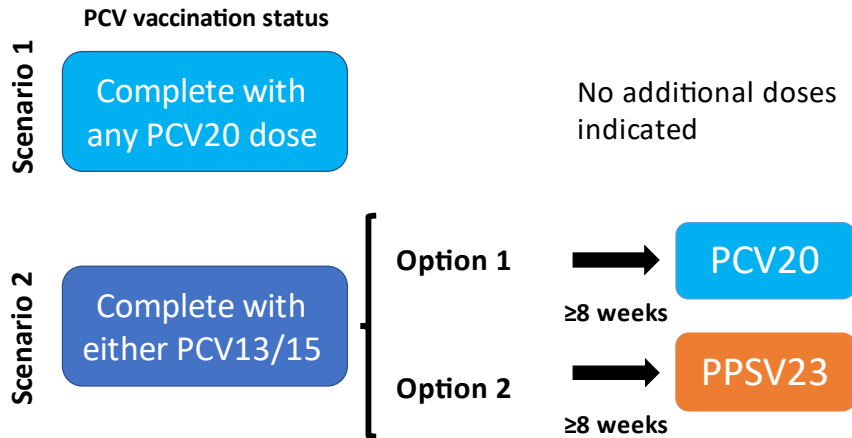 PCV vaccination status
Scenario 1
Complete with
any PCV20 dose
No additional doses
indicated
Scenario 2
Complete with
either PCV13/15
Option 1
≥8 weeks
PCV20
Option 2
≥8 weeks
PPSV23